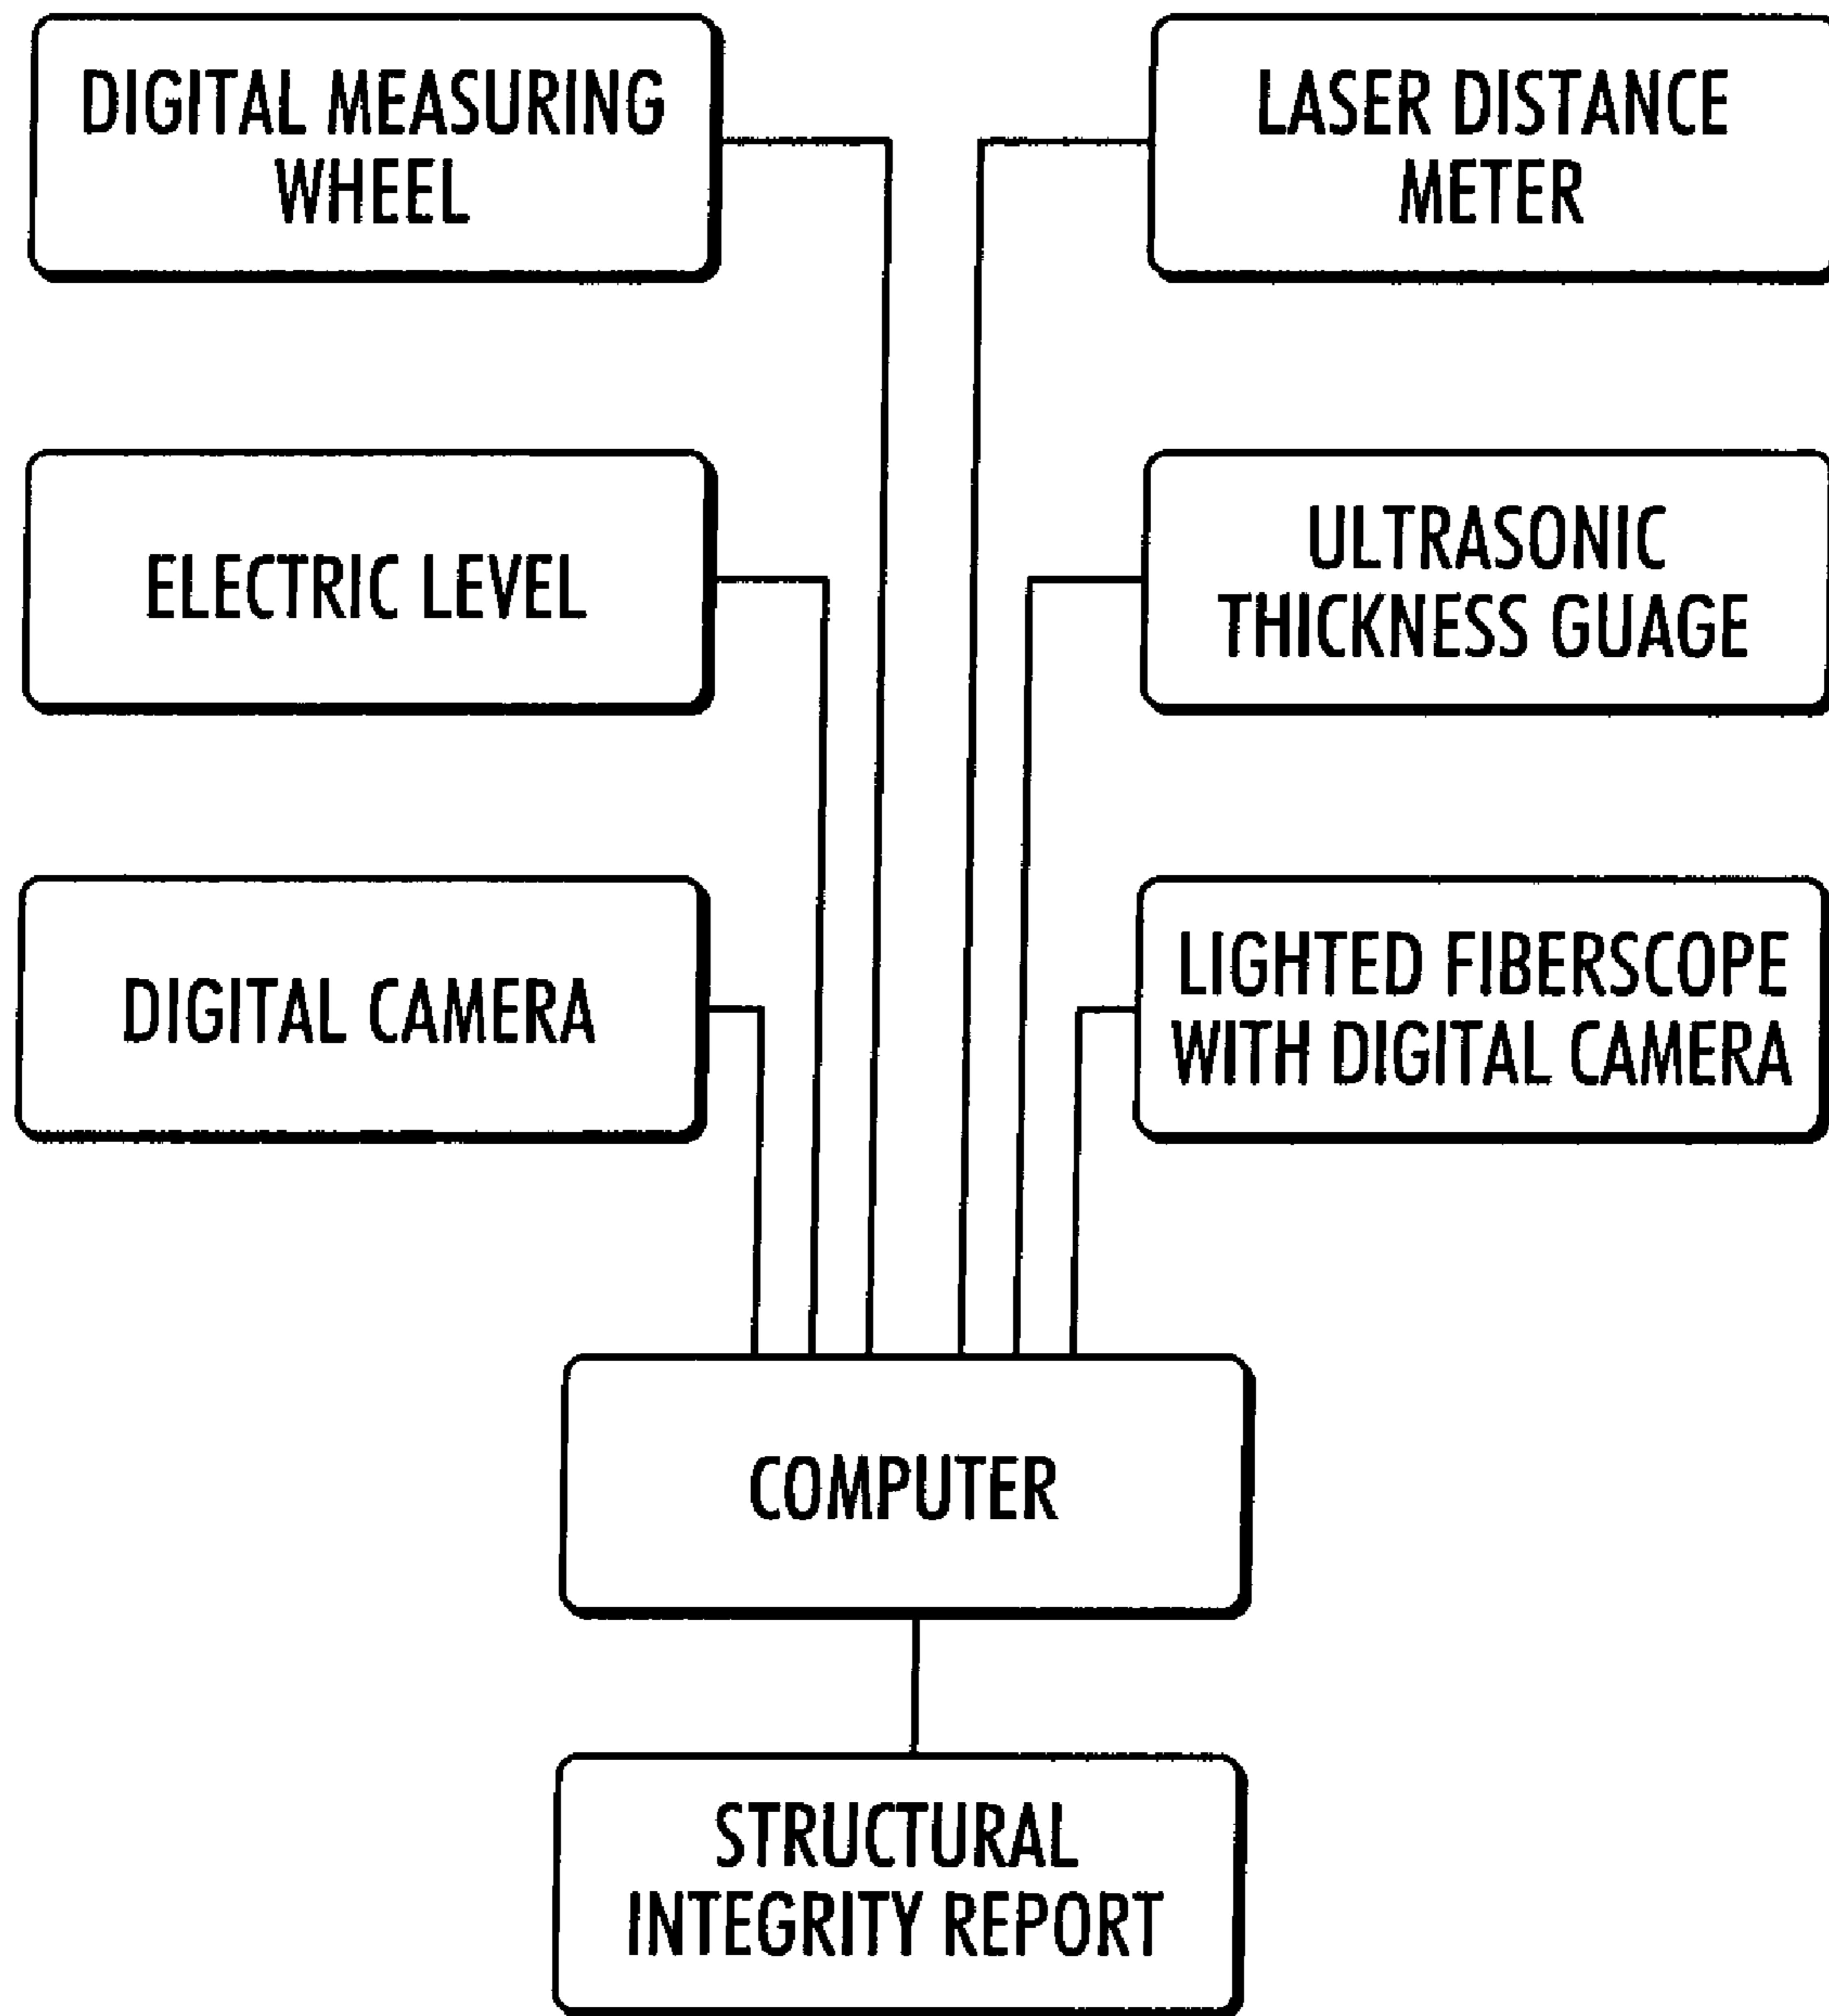 DIGITAL MEASURING
WHEEL
LASER DISTANCE
METER
ELECTRIC LEVEL
ULTRASONIC
THICKNESS GUAGE
DIGITAL CAMERA
LIGHTED FIBERSCOPE
WITH DIGITAL CAMERA
COMPUTER
STRUCTURAL
INTEGRITY REPORT